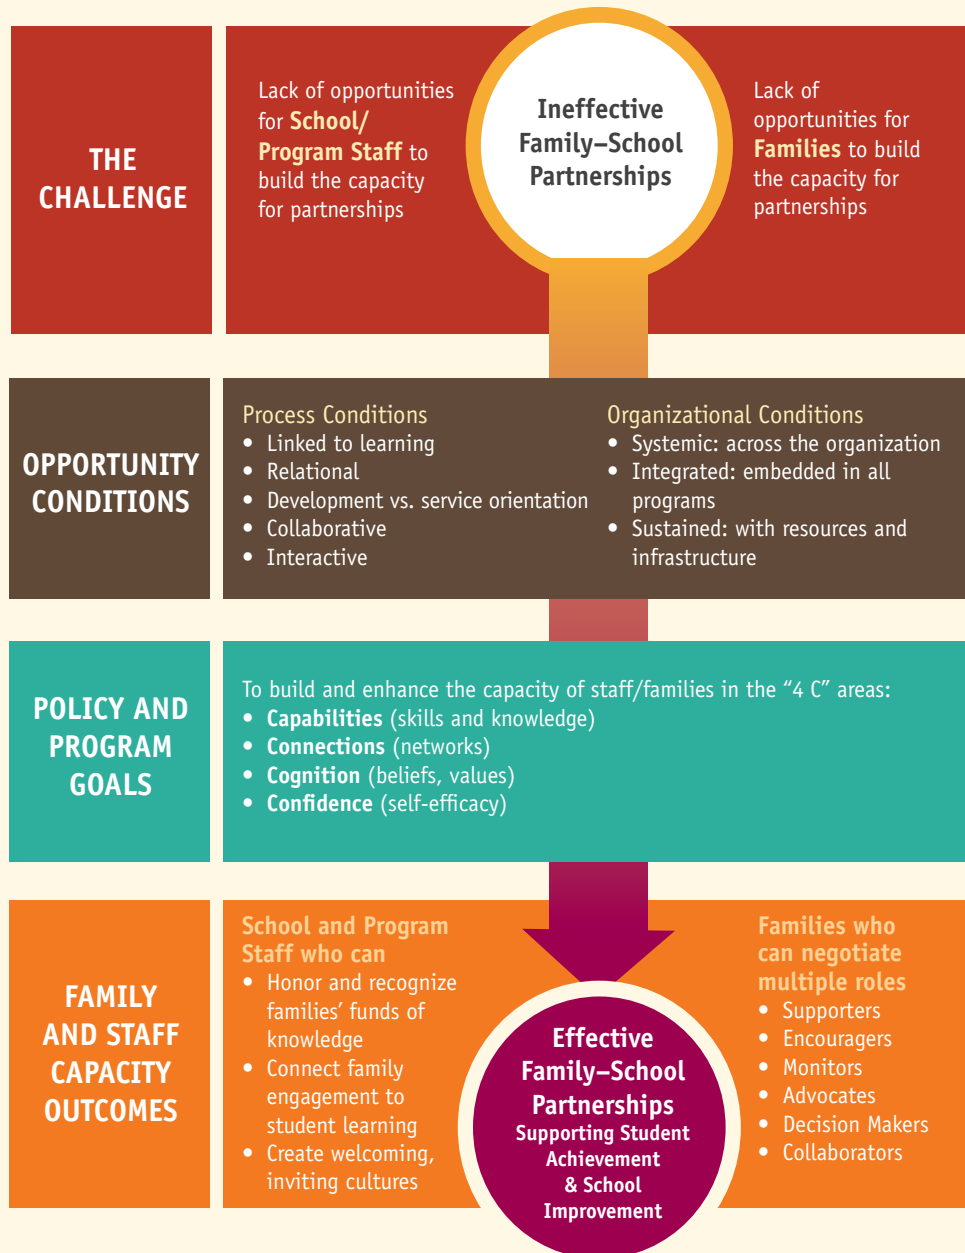 THE
CHALLENGE
Lack of opportunities
for School/
Program Staff to
build the capacity
for partnerships
Ineffective
Family–School
Partnerships
Lack of
opportunities for
Families to build
the capacity for
partnerships
OPPORTUNITY
CONDITIONS
Process Conditions
• Linked to learning
• Relational
• Development vs. service orientation
• Collaborative
• Interactive
Organizational Conditions
• Systemic: across the organization
• Integrated: embedded in all
programs
• Sustained: with resources and
infrastructure
POLICY AND
PROGRAM
GOALS
To build and enhance the capacity of staff/families in the “4 C” areas:
• Capabilities (skills and knowledge)
• Connections (networks)
• Cognition (beliefs, values)
• Confidence (self-efficacy)
FAMILY
AND STAFF
CAPACITY
OUTCOMES
School and Program
Staff who can
• Honor and recognize
families’ funds of
knowledge
• Connect family
engagement to
student learning
• Create welcoming,
inviting cultures
Effective
Family–School
Partnerships
Supporting Student
Achievement
& School
Improvement
Families who
can negotiate
multiple roles
• Supporters
• Encouragers
• Monitors
• Advocates
• Decision Makers
• Collaborators